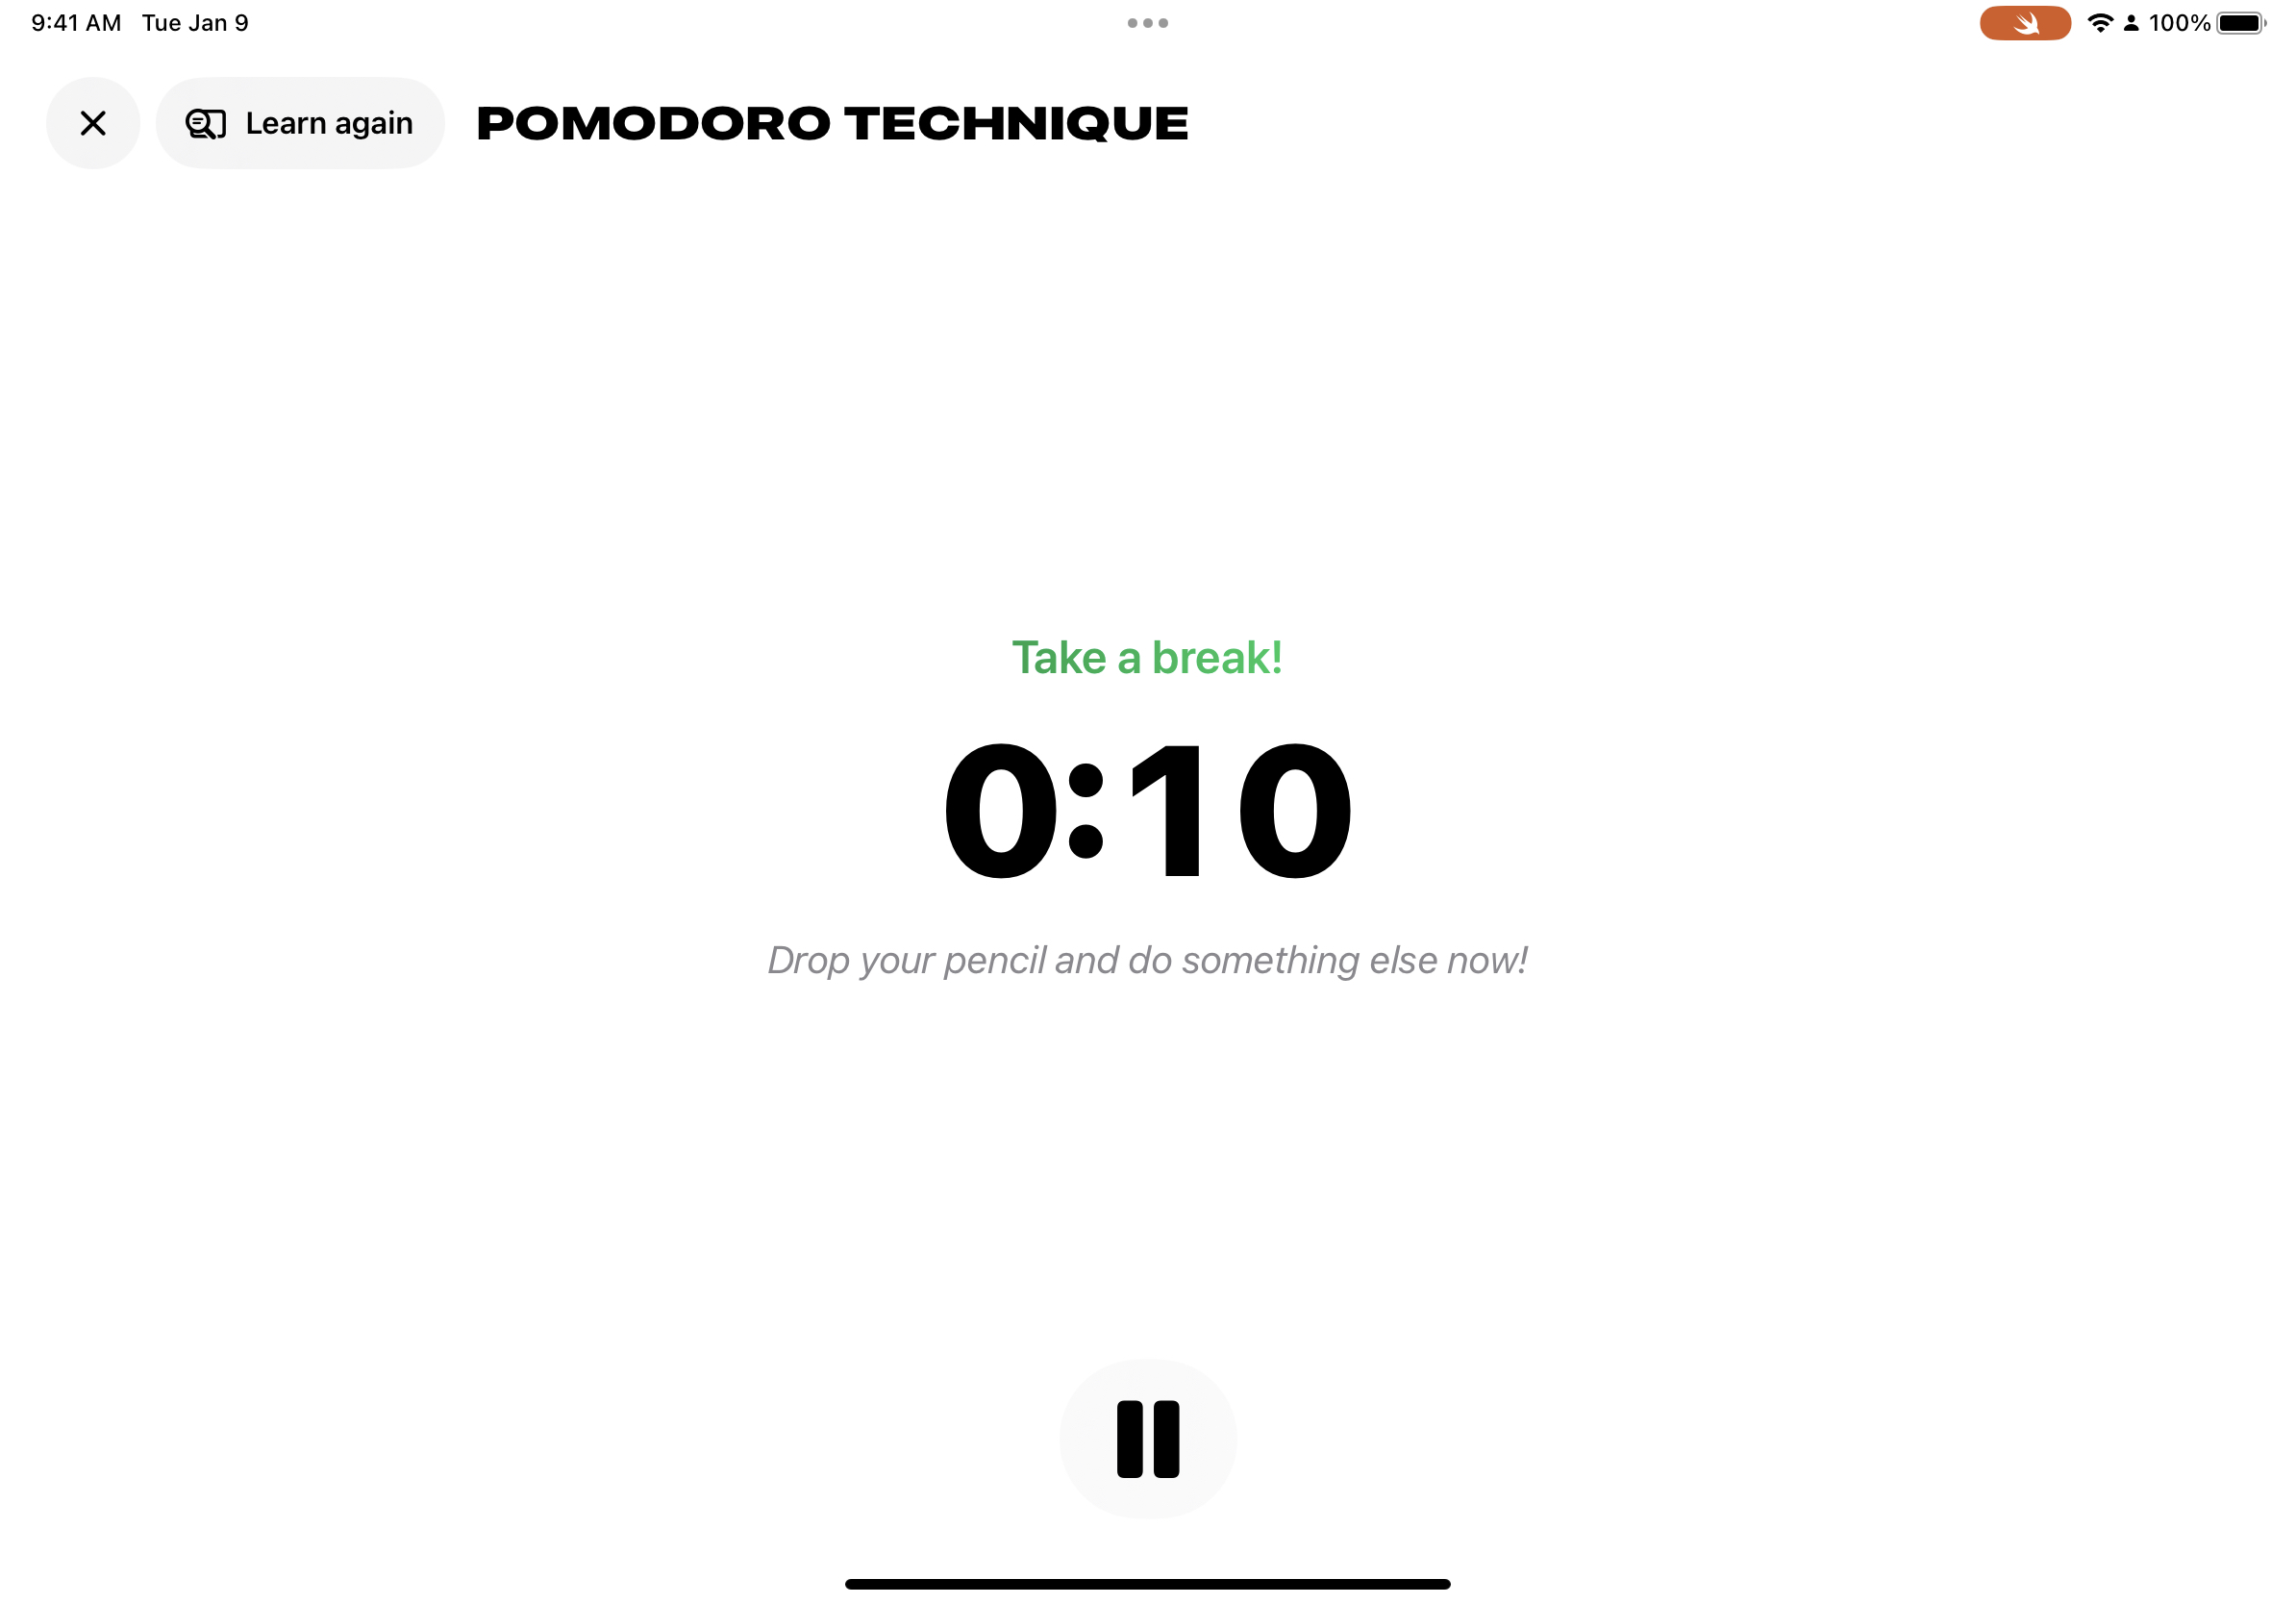 9:41 AM Tue Jan 9 100%
Learn again POMODORO TECHNIQUE
Take a break!
0:10
Drop your pencil and do something else now!